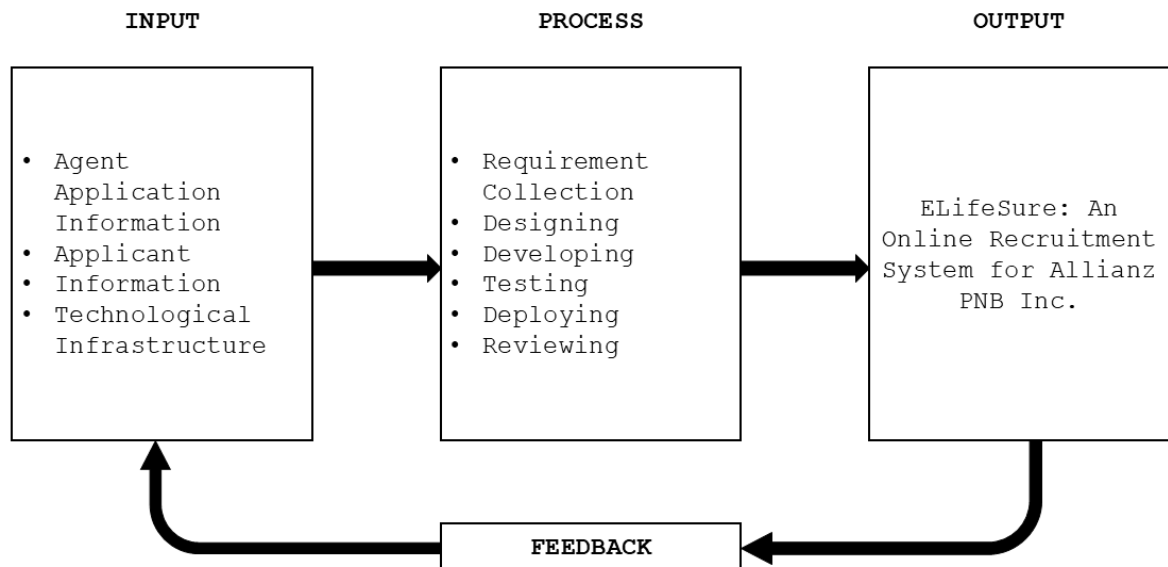 INPUT
PROCESS
OUTPUT
• Agent
Application
Information
• Applicant
• Information
• Technological
Infrastructure
• Requirement
Collection
• Designing
• Developing
• Testing
• Deploying
• Reviewing
ELifeSure: An
Online Recruitment
System for Allianz
PNB Inc.
FEEDBACK